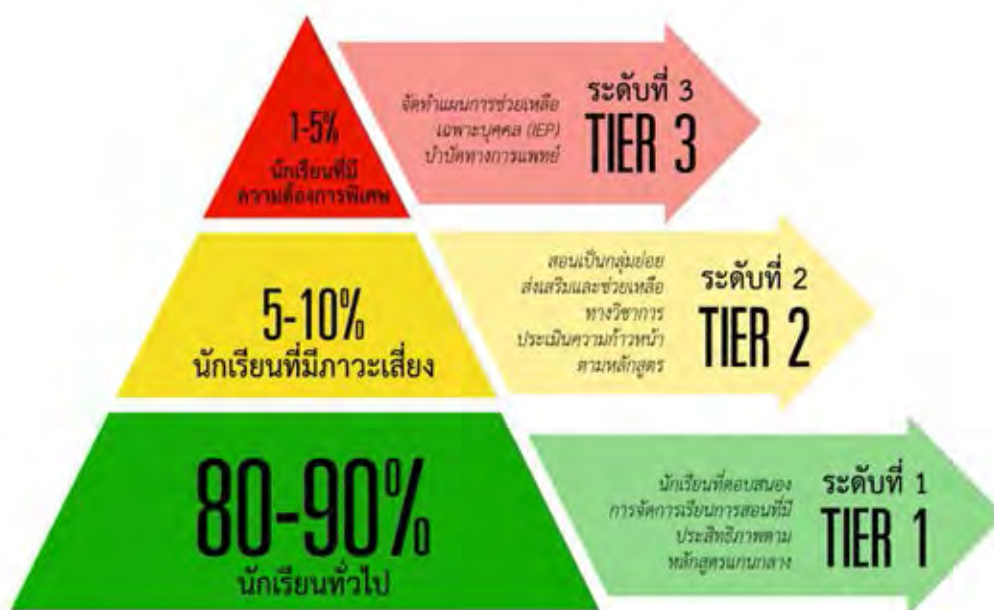 1-5%
นักเรียนที่มี
ความต้องการพิเศษ
จัดทำแผนการช่วยเหลือ
เฉพาะบุคคล (IEP)
บำบัดทางการแพทย์
ระดับที่ 3
TIER 3
5-10%
นักเรียนที่มีภาวะเสี่ยง
สอนเป็นกลุ่มย่อย
ส่งเสริมและช่วยเหลือ
ทางวิชาการ
ประเมินความก้าวหน้า
ตามหลักสูตร
ระดับที่ 2
TIER 2
80-90%
นักเรียนทั่วไป
นักเรียนที่ตอบสนอง
การจัดการเรียนการสอนที่มี
ประสิทธิภาพตาม
หลักสูตรแกนกลาง
ระดับที่ 1
TIER 1